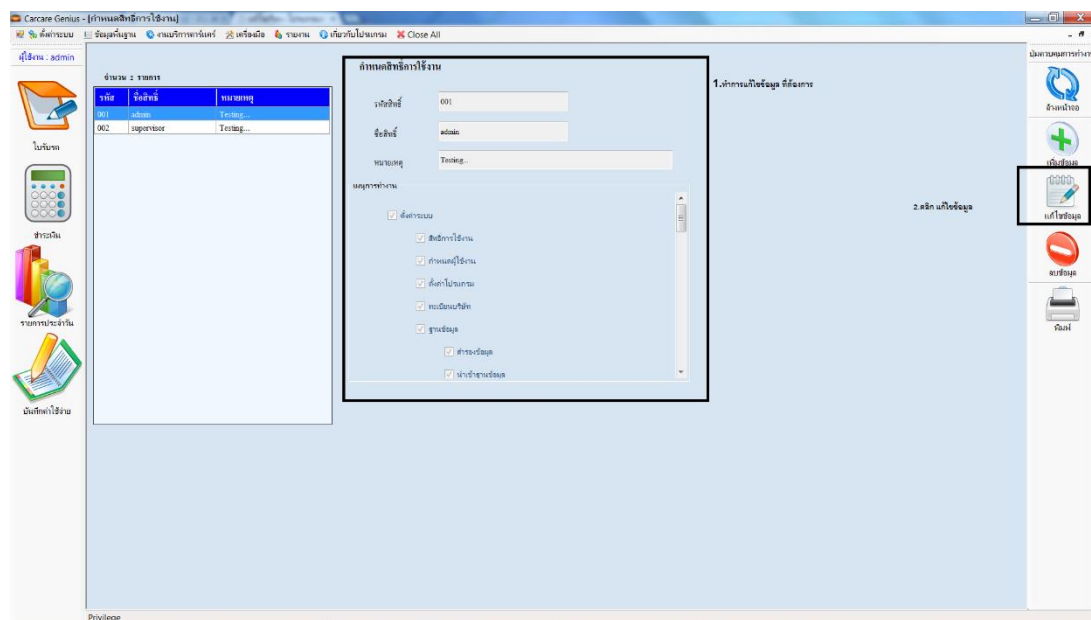 Carcare Genius - [กำหนดสิทธิการใช้งาน]
ตั้งค่าระบบ ข้อมูลพื้นฐาน งานบริการคาร์แคร์ เครื่องมือ รายงาน เกี่ยวกับโปรแกรม Close All
ผู้ใช้งาน : admin
ใบรับรถ
ชำระเงิน
รายการประจำวัน
บันทึกค่าใช้จ่าย
จำนวน 2 รายการ
รหัส ชื่อสิทธิ์ หมายเหตุ
001 admin Testing...
002 supervisor Testing...
กำหนดสิทธิ์การใช้งาน
รหัสสิทธิ์ 001
ชื่อสิทธิ์ admin
หมายเหตุ Testing...
เมนูการทำงาน
ตั้งค่าระบบ
สิทธิการใช้งาน
กำหนดผู้ใช้งาน
ตั้งค่าโปรแกรม
ทะเบียนบริษัท
ฐานข้อมูล
สำรองข้อมูล
นำเข้าฐานข้อมูล
1.ทำการแก้ไขข้อมูล ที่ต้องการ
2.คลิก แก้ไขข้อมูล
ปุ่มควบคุมการทำงาน
ล้างหน้าจอ
เพิ่มข้อมูล
แก้ไขข้อมูล
ลบข้อมูล
พิมพ์
Privilege